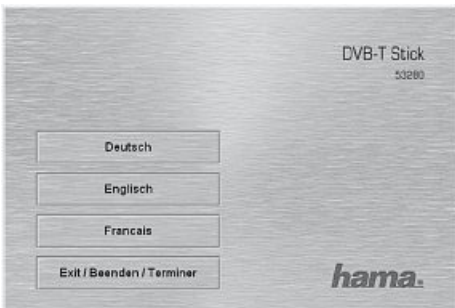 DVB-T Stick
53280
Deutsch
Englisch
Francais
Exit / Beenden / Terminer
hama.